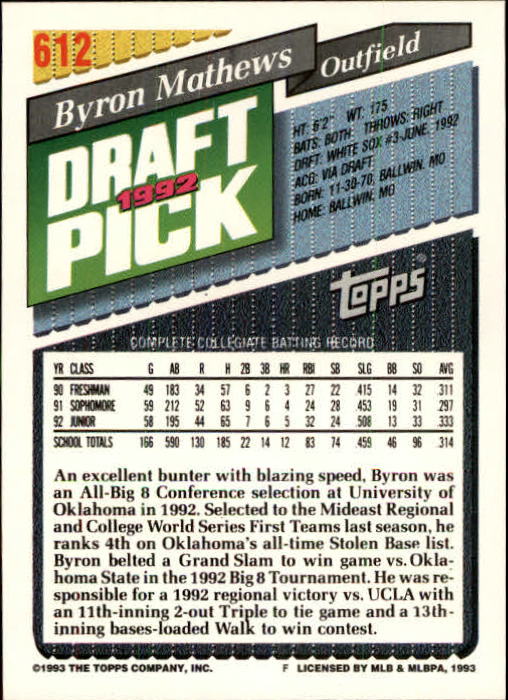 612
Byron Mathews
Outfield
DRAFT
1992
PICK
HT: 6'2" WT: 175
BATS: BOTH THROWS: RIGHT
DRFT: WHITE SOX #3-JUNE, 1992
ACQ: VIA DRAFT
BORN: 11-30-70, BALLWIN, MO
HOME: BALLWIN, MO
topps®
COMPLETE COLLEGIATE BATTING RECORD
YR CLASS G AB R H 2B 3B HR RBI SB SLG BB SO AVG
90 FRESHMAN 49 183 34 57 6 2 3 27 22 .415 14 32 .311
91 SOPHOMORE 59 212 52 63 9 6 4 24 28 .453 19 31 .297
92 JUNIOR 58 195 44 65 7 6 5 32 24 .508 13 33 .333
SCHOOL TOTALS 166 590 130 185 22 14 12 83 74 .459 46 96 .314
An excellent bunter with blazing speed, Byron was
an All-Big 8 Conference selection at University of
Oklahoma in 1992. Selected to the Mideast Regional
and College World Series First Teams last season, he
ranks 4th on Oklahoma's all-time Stolen Base list.
Byron belted a Grand Slam to win game vs. Okla-
homa State in the 1992 Big 8 Tournament. He was re-
sponsible for a 1992 regional victory vs. UCLA with
an 11th-inning 2-out Triple to tie game and a 13th-
inning bases-loaded Walk to win contest.
©1993 THE TOPPS COMPANY, INC. F LICENSED BY MLB & MLBPA, 1993